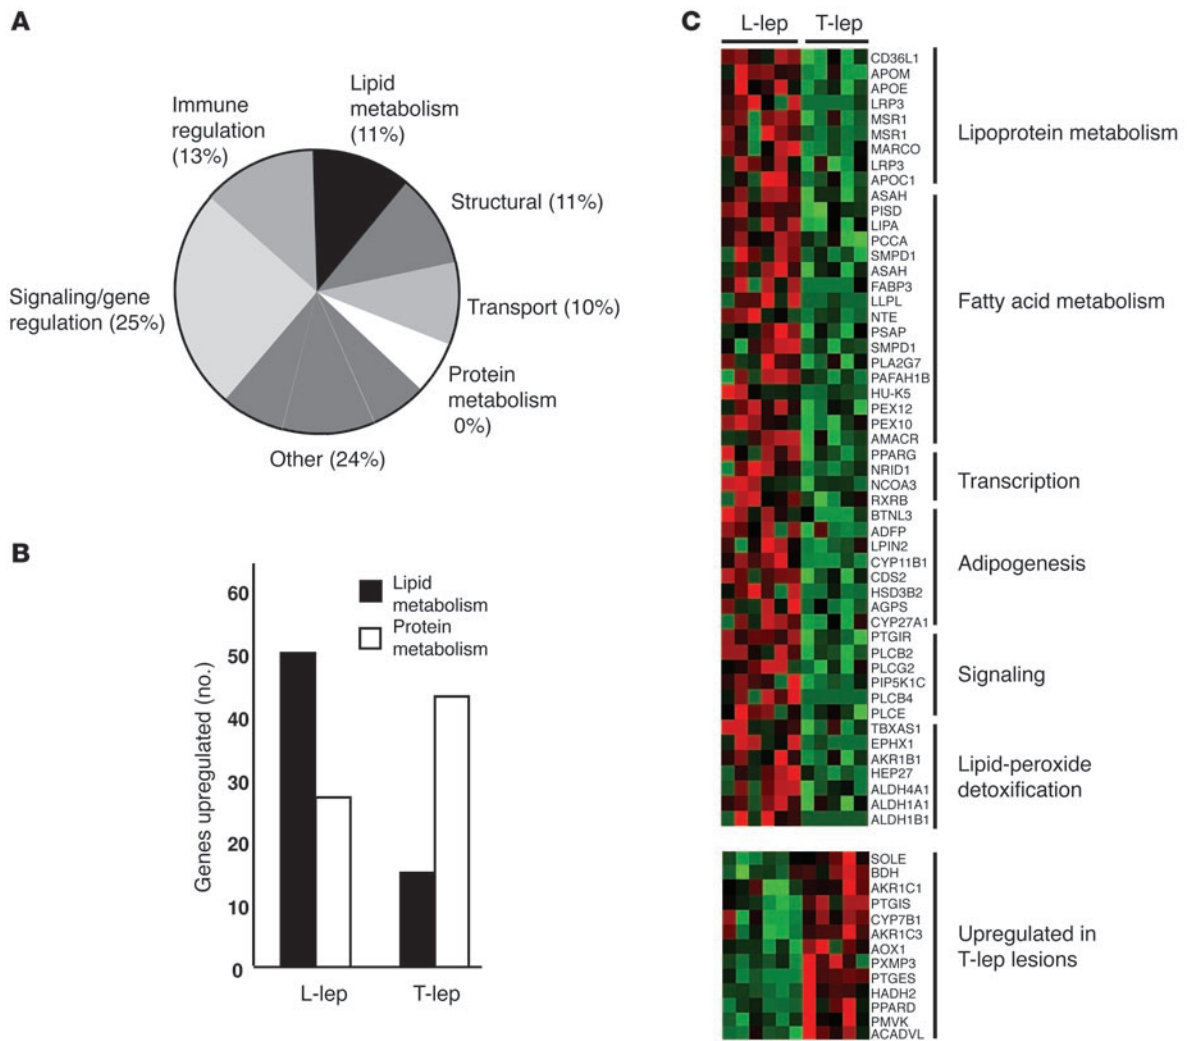 A
Immune
regulation
(13%)
Lipid
metabolism
(11%)
Structural (11%)
Transport (10%)
Protein
metabolism
0%)
Other (24%)
Signaling/gene
regulation (25%)
B
Genes upregulated (no.)
60
50
40
30
20
10
0
Lipid
metabolism
Protein
metabolism
L-lep
T-lep
C
L-lep
T-lep
CD36L1
APOM
APOE
LRP3
MSR1
MSR1
MARCO
LRP3
APOC1
Lipoprotein metabolism
ASAH
PISD
LIPA
PCCA
SMPD1
ASAH
FABP3
LLPL
NTE
PSAP
SMPD1
PLA2G7
PAFAH1B
HU-K5
PEX12
PEX10
AMACR
Fatty acid metabolism
PPARG
NRID1
NCOA3
RXRB
Transcription
BTNL3
ADFP
LPIN2
CYP11B1
CDS2
HSD3B2
AGPS
CYP27A1
Adipogenesis
PTGIR
PLCB2
PLCG2
PIP5K1C
PLCB4
PLCE
Signaling
TBXAS1
EPHX1
AKR1B1
HEP27
ALDH4A1
ALDH1A1
ALDH1B1
Lipid-peroxide
detoxification
SOLE
BDH
AKR1C1
PTGIS
CYP7B1
AKR1C3
AOX1
PXMP3
PTGES
HADH2
PPARD
PMVK
ACADVL
Upregulated in
T-lep lesions